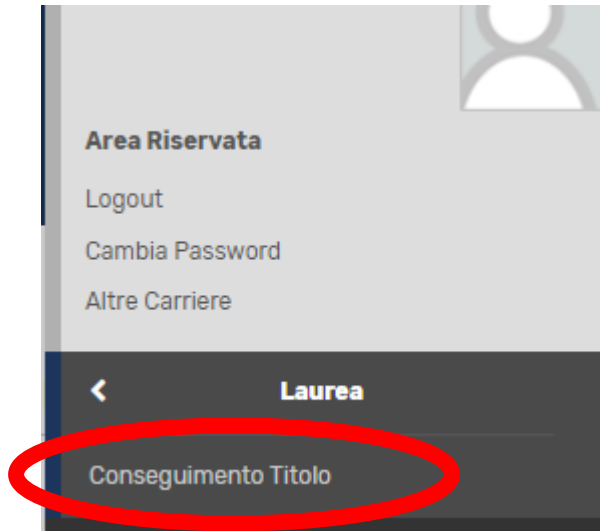 Area Riservata
Logout
Cambia Password
Altre Carriere
Laurea
Conseguimento Titolo